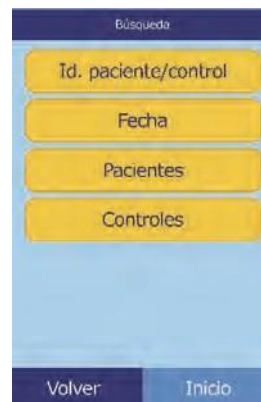 Búsqueda
Id. paciente/control
Fecha
Pacientes
Controles
Volver Inicio